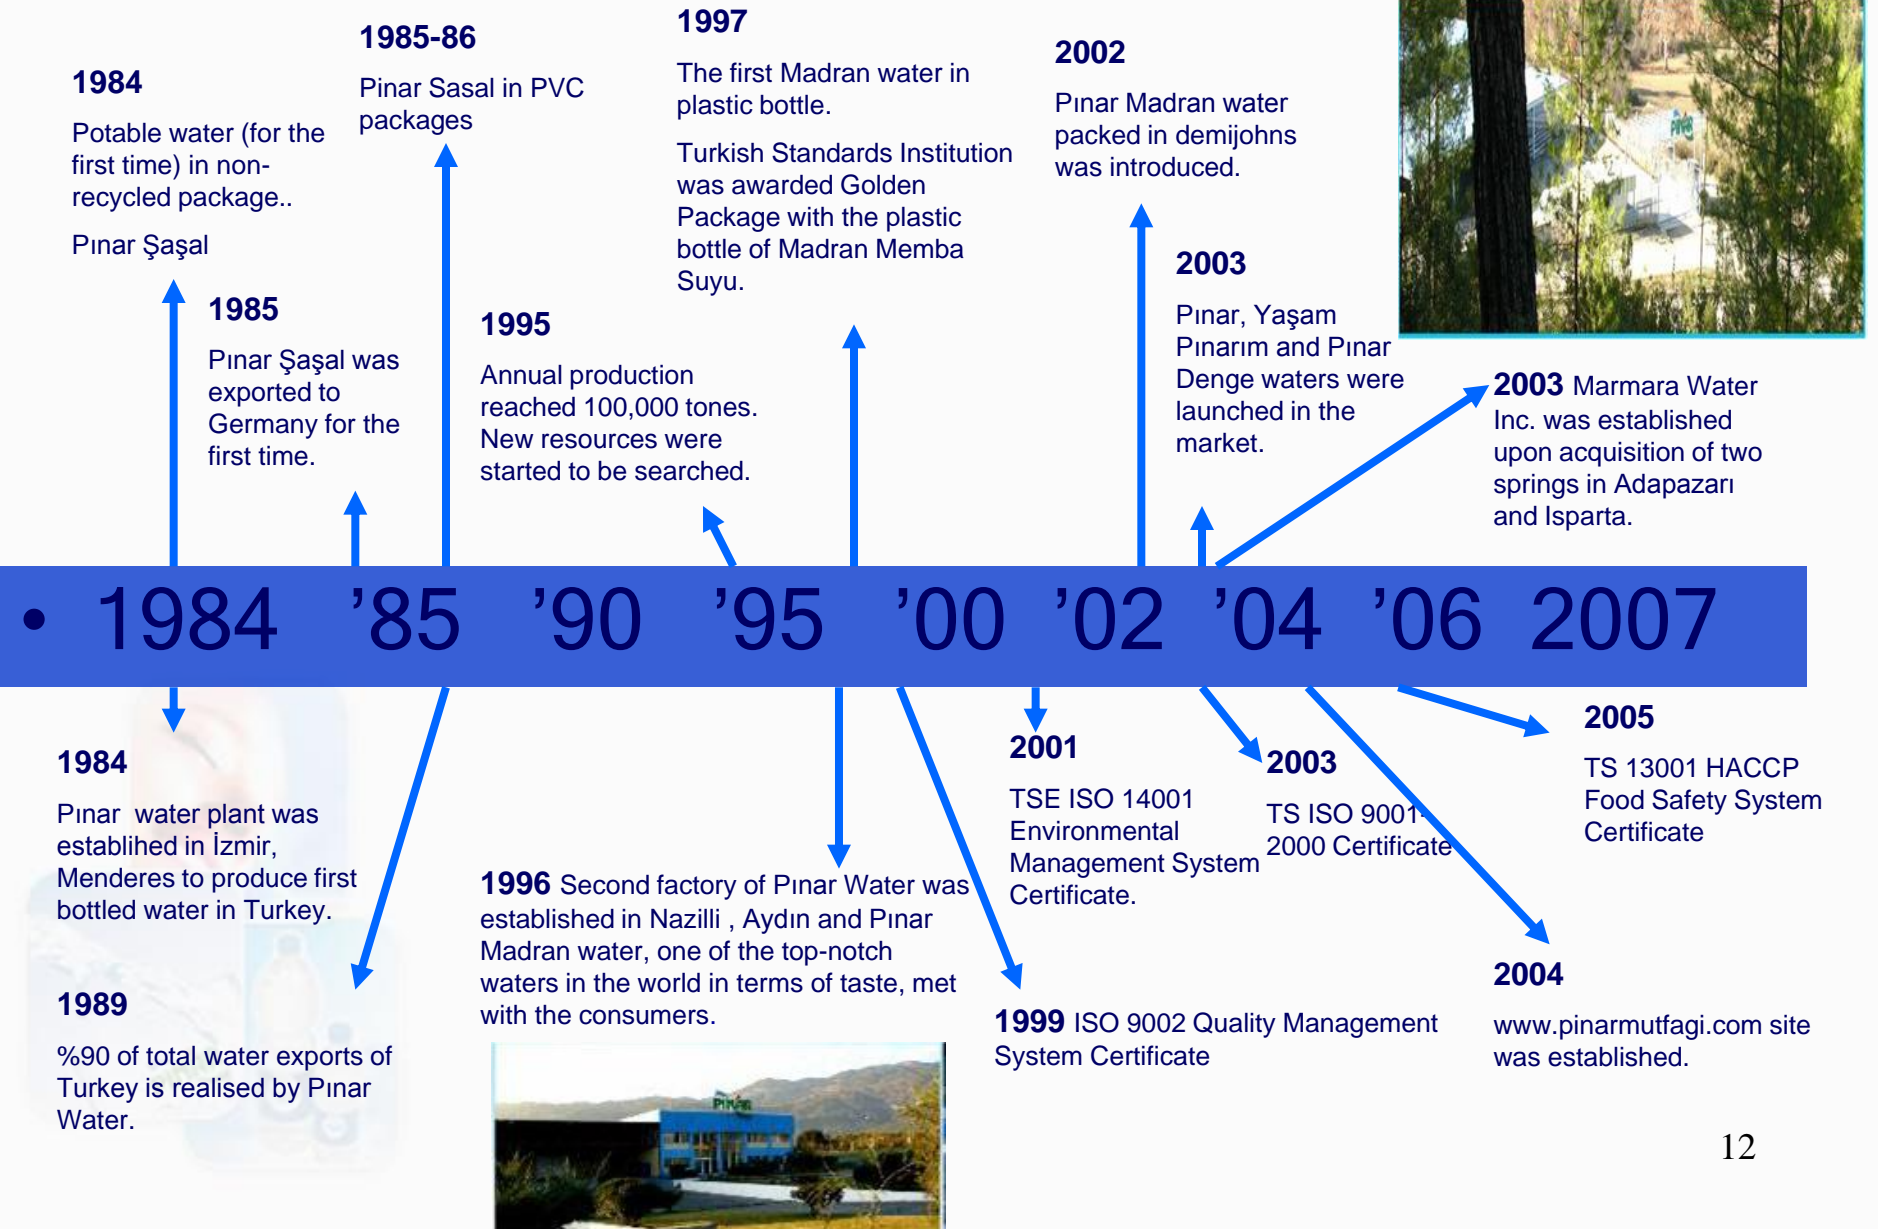 1984
Potable water (for the
first time) in non-
recycled package..
Pınar Şaşal
1985-86
Pinar Sasal in PVC
packages
1997
The first Madran water in
plastic bottle.
Turkish Standards Institution
was awarded Golden
Package with the plastic
bottle of Madran Memba
Suyu.
2002
Pınar Madran water
packed in demijohns
was introduced.
1985
Pınar Şaşal was
exported to
Germany for the
first time.
1995
Annual production
reached 100,000 tones.
New resources were
started to be searched.
2003
Pınar, Yaşam
Pınarım and Pınar
Denge waters were
launched in the
market.
2003 Marmara Water
Inc. was established
upon acquisition of two
springs in Adapazarı
and Isparta.
• 1984 ’85 ’90 ’95 ’00 ’02 ’04 ’06 2007
1984
Pınar  water plant was
establihed in İzmir,
Menderes to produce first
bottled water in Turkey.
1989
%90 of total water exports of
Turkey is realised by Pınar
Water.
1996 Second factory of Pınar Water was
established in Nazilli , Aydın and Pınar
Madran water, one of the top-notch
waters in the world in terms of taste, met
with the consumers.
PINAR
1999 ISO 9002 Quality Management
System Certificate
2001
TSE ISO 14001
Environmental
Management System
Certificate.
2003
TS ISO 9001-
2000 Certificate
2004
www.pinarmutfagi.com site
was established.
2005
TS 13001 HACCP
Food Safety System
Certificate
12